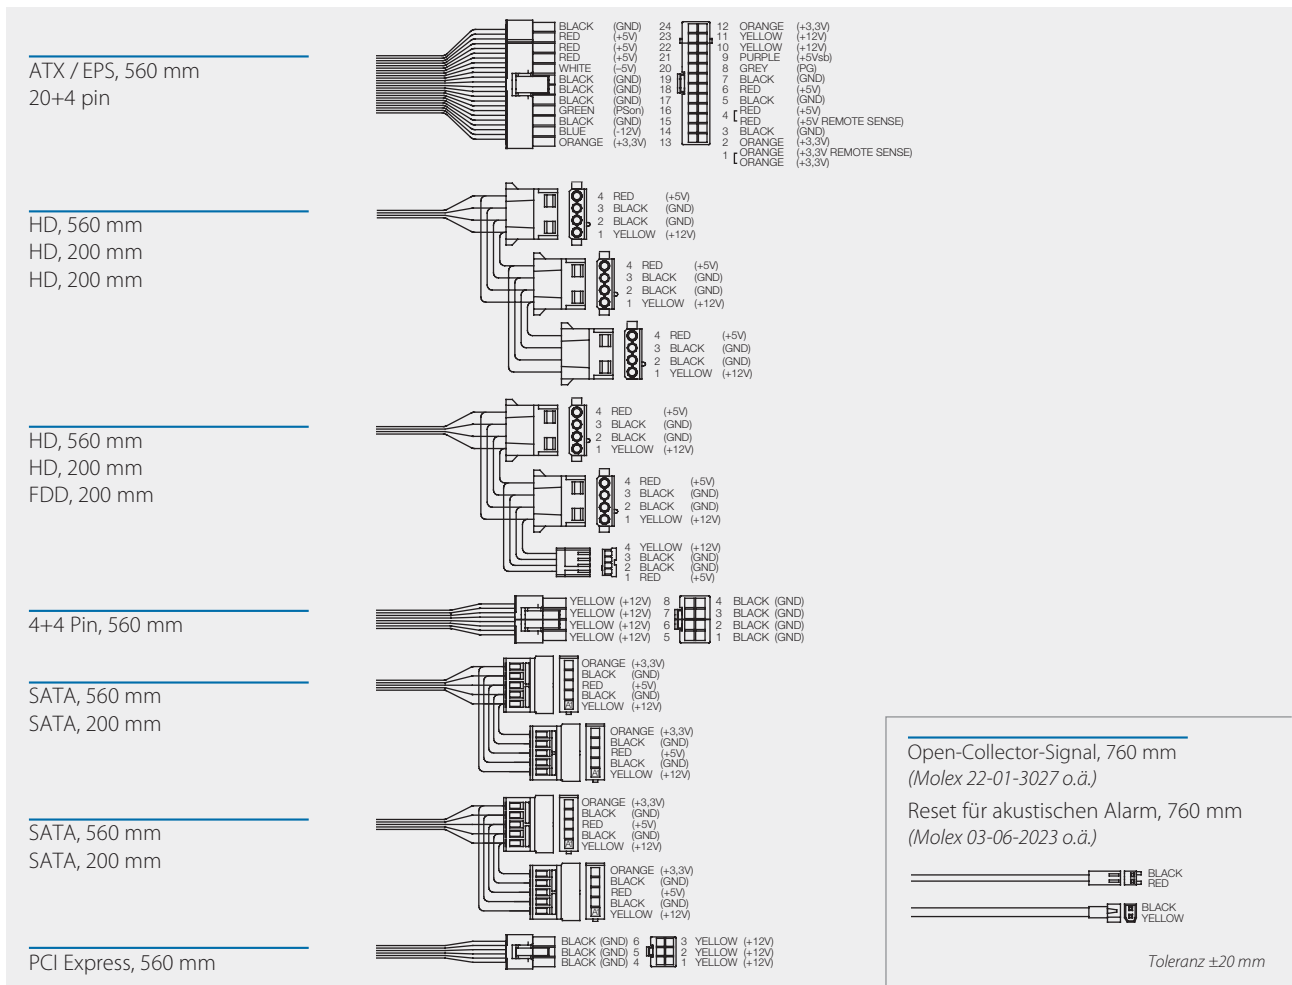 ATX / EPS, 560 mm
20+4 pin
BLACK (GND) 24
RED (+5V) 23
RED (+5V) 22
RED (+5V) 21
WHITE (–5V) 20
BLACK (GND) 19
BLACK (GND) 18
BLACK (GND) 17
GREEN (PSon) 16
BLACK (GND) 15
BLUE (-12V) 14
ORANGE (+3,3V) 13
12 ORANGE (+3,3V)
11 YELLOW (+12V)
10 YELLOW (+12V)
9 PURPLE (+5Vsb)
8 GREY (PG)
7 BLACK (GND)
6 RED (+5V)
5 BLACK (GND)
4 [ RED (+5V)
RED (+5V REMOTE SENSE)
3 BLACK (GND)
2 ORANGE (+3,3V)
1 [ ORANGE (+3,3V REMOTE SENSE)
ORANGE (+3,3V)
HD, 560 mm
HD, 200 mm
HD, 200 mm
4 RED (+5V)
3 BLACK (GND)
2 BLACK (GND)
1 YELLOW (+12V)
4 RED (+5V)
3 BLACK (GND)
2 BLACK (GND)
1 YELLOW (+12V)
4 RED (+5V)
3 BLACK (GND)
2 BLACK (GND)
1 YELLOW (+12V)
HD, 560 mm
HD, 200 mm
FDD, 200 mm
4 RED (+5V)
3 BLACK (GND)
2 BLACK (GND)
1 YELLOW (+12V)
4 RED (+5V)
3 BLACK (GND)
2 BLACK (GND)
1 YELLOW (+12V)
4 YELLOW (+12V)
3 BLACK (GND)
2 BLACK (GND)
1 RED (+5V)
4+4 Pin, 560 mm
YELLOW (+12V) 8
YELLOW (+12V) 7
YELLOW (+12V) 6
YELLOW (+12V) 5
4 BLACK (GND)
3 BLACK (GND)
2 BLACK (GND)
1 BLACK (GND)
SATA, 560 mm
SATA, 200 mm
ORANGE (+3,3V)
BLACK (GND)
RED (+5V)
BLACK (GND)
YELLOW (+12V)
ORANGE (+3,3V)
BLACK (GND)
RED (+5V)
BLACK (GND)
YELLOW (+12V)
SATA, 560 mm
SATA, 200 mm
ORANGE (+3,3V)
BLACK (GND)
RED (+5V)
BLACK (GND)
YELLOW (+12V)
ORANGE (+3,3V)
BLACK (GND)
RED (+5V)
BLACK (GND)
YELLOW (+12V)
PCI Express, 560 mm
BLACK (GND) 6
BLACK (GND) 5
BLACK (GND) 4
3 YELLOW (+12V)
2 YELLOW (+12V)
1 YELLOW (+12V)
Open-Collector-Signal, 760 mm
(Molex 22-01-3027 o.ä.)
Reset für akustischen Alarm, 760 mm
(Molex 03-06-2023 o.ä.)
BLACK
RED
BLACK
YELLOW
Toleranz ±20 mm